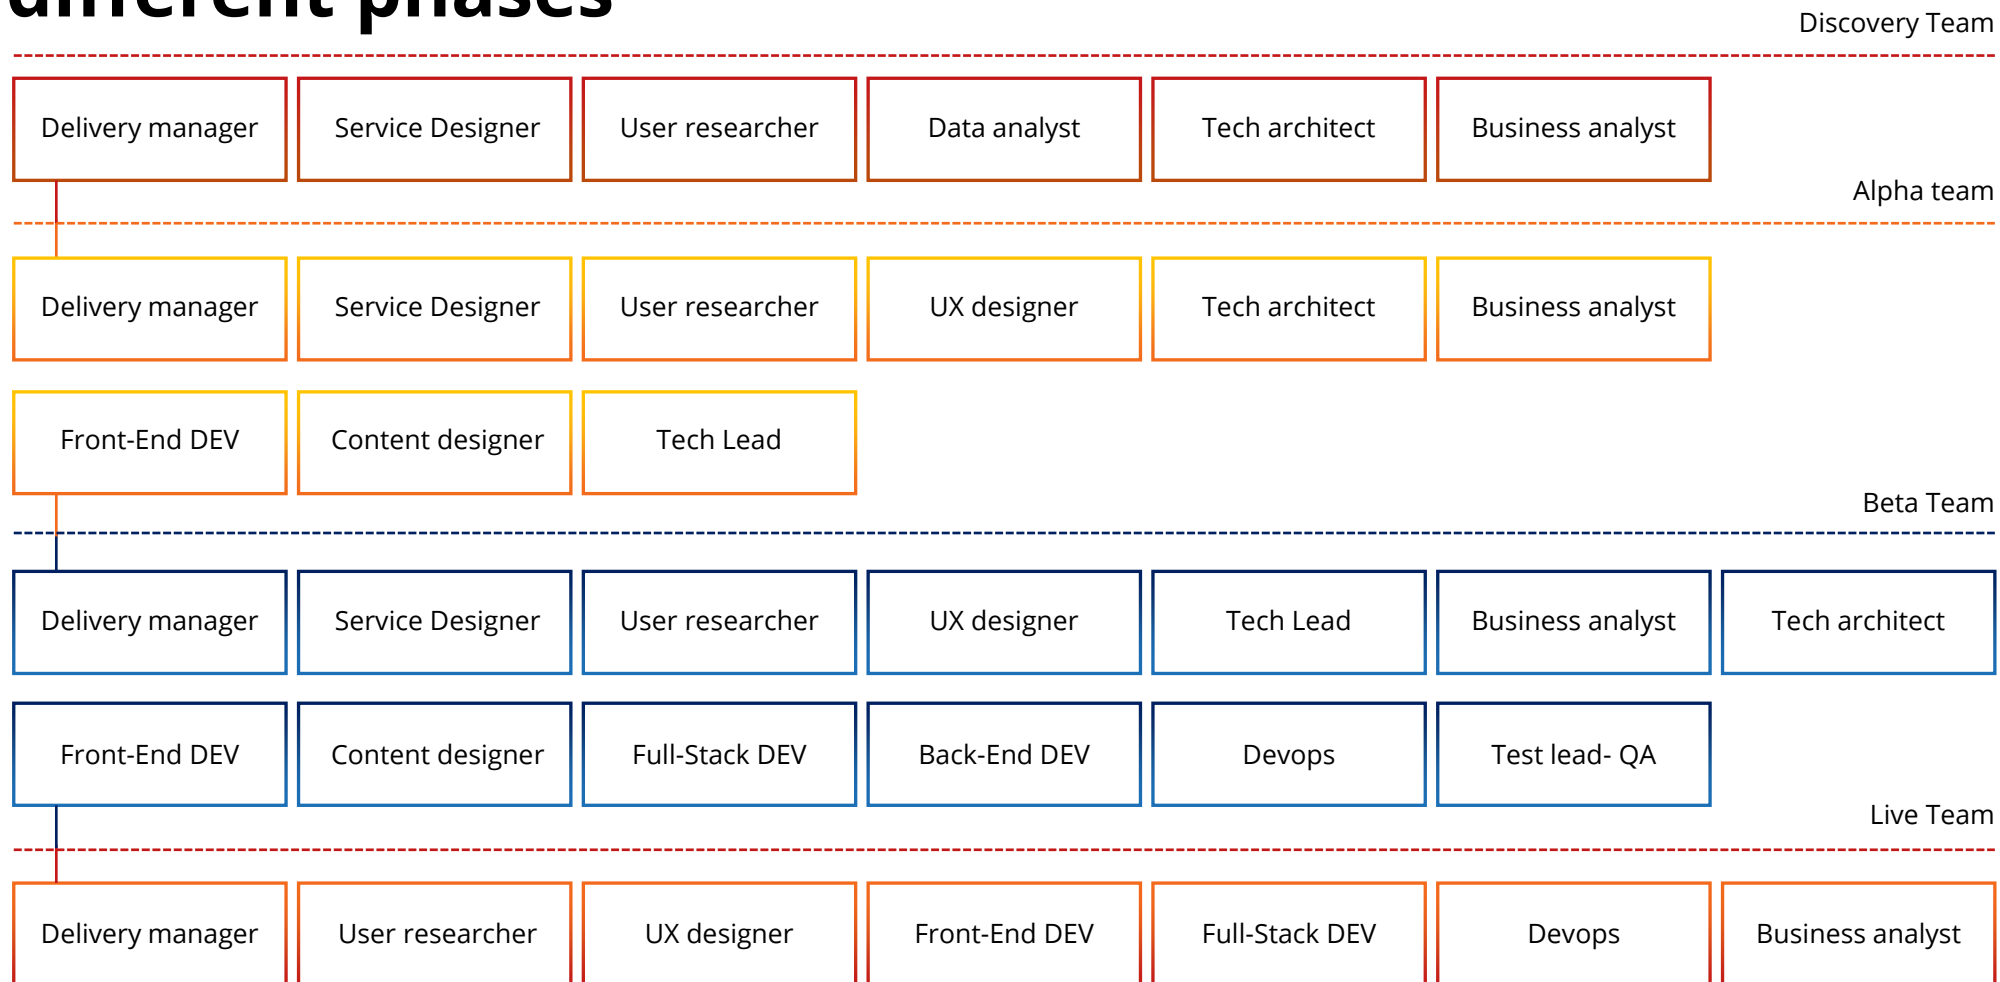 different phases
Discovery Team
Delivery manager
Service Designer
User researcher
Data analyst
Tech architect
Business analyst
Alpha team
Delivery manager
Service Designer
User researcher
UX designer
Tech architect
Business analyst
Front-End DEV
Content designer
Tech Lead
Beta Team
Delivery manager
Service Designer
User researcher
UX designer
Tech Lead
Business analyst
Tech architect
Front-End DEV
Content designer
Full-Stack DEV
Back-End DEV
Devops
Test lead- QA
Live Team
Delivery manager
User researcher
UX designer
Front-End DEV
Full-Stack DEV
Devops
Business analyst